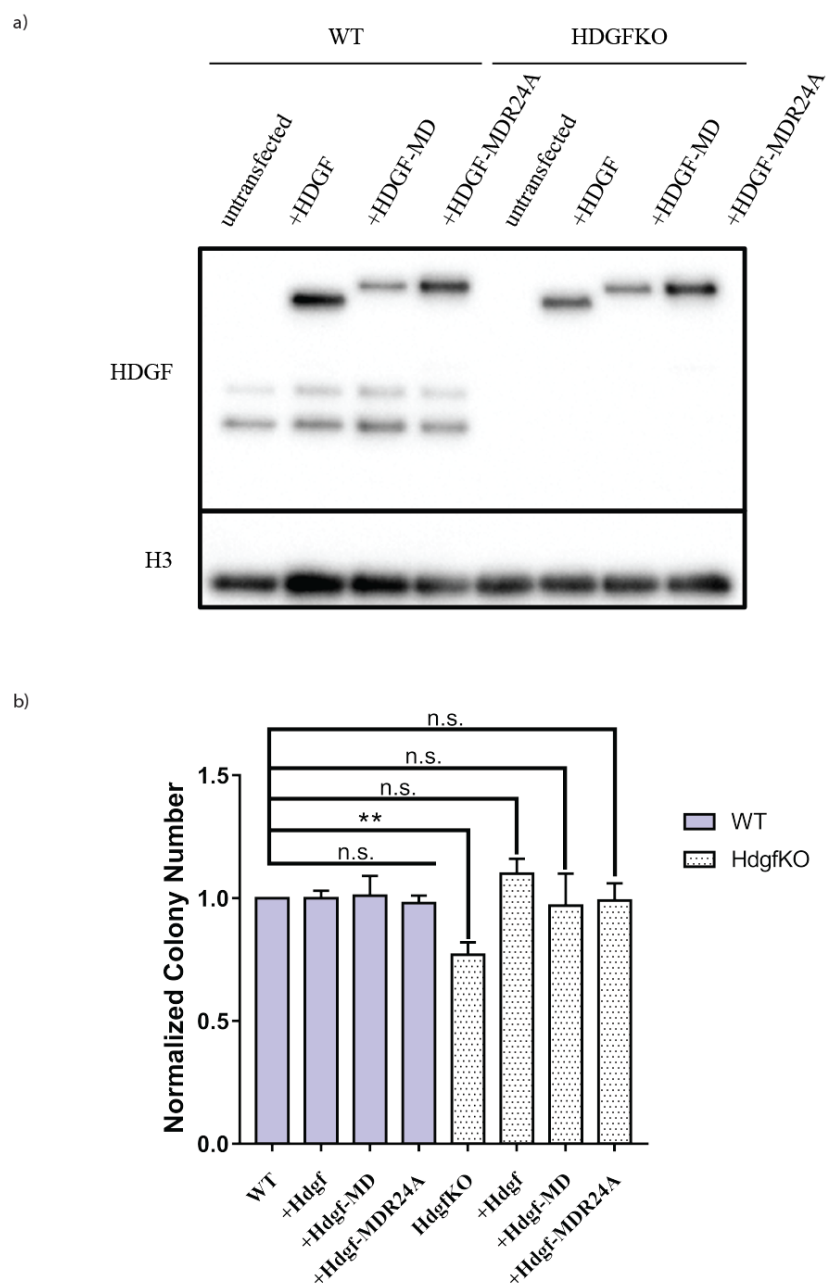 a)
WT HDGFKO
untransfected +HDGF +HDGF-MD +HDGF-MDR24A untransfected +HDGF +HDGF-MD +HDGF-MDR24A
HDGF
H3
b)
n.s.
n.s.
n.s.
**
n.s.
Normalized Colony Number
1.5
1.0
0.5
0.0
WT
HdgfKO
WT +Hdgf +Hdgf-MD +Hdgf-MDR24A HdgfKO +Hdgf +Hdgf-MD +Hdgf-MDR24A